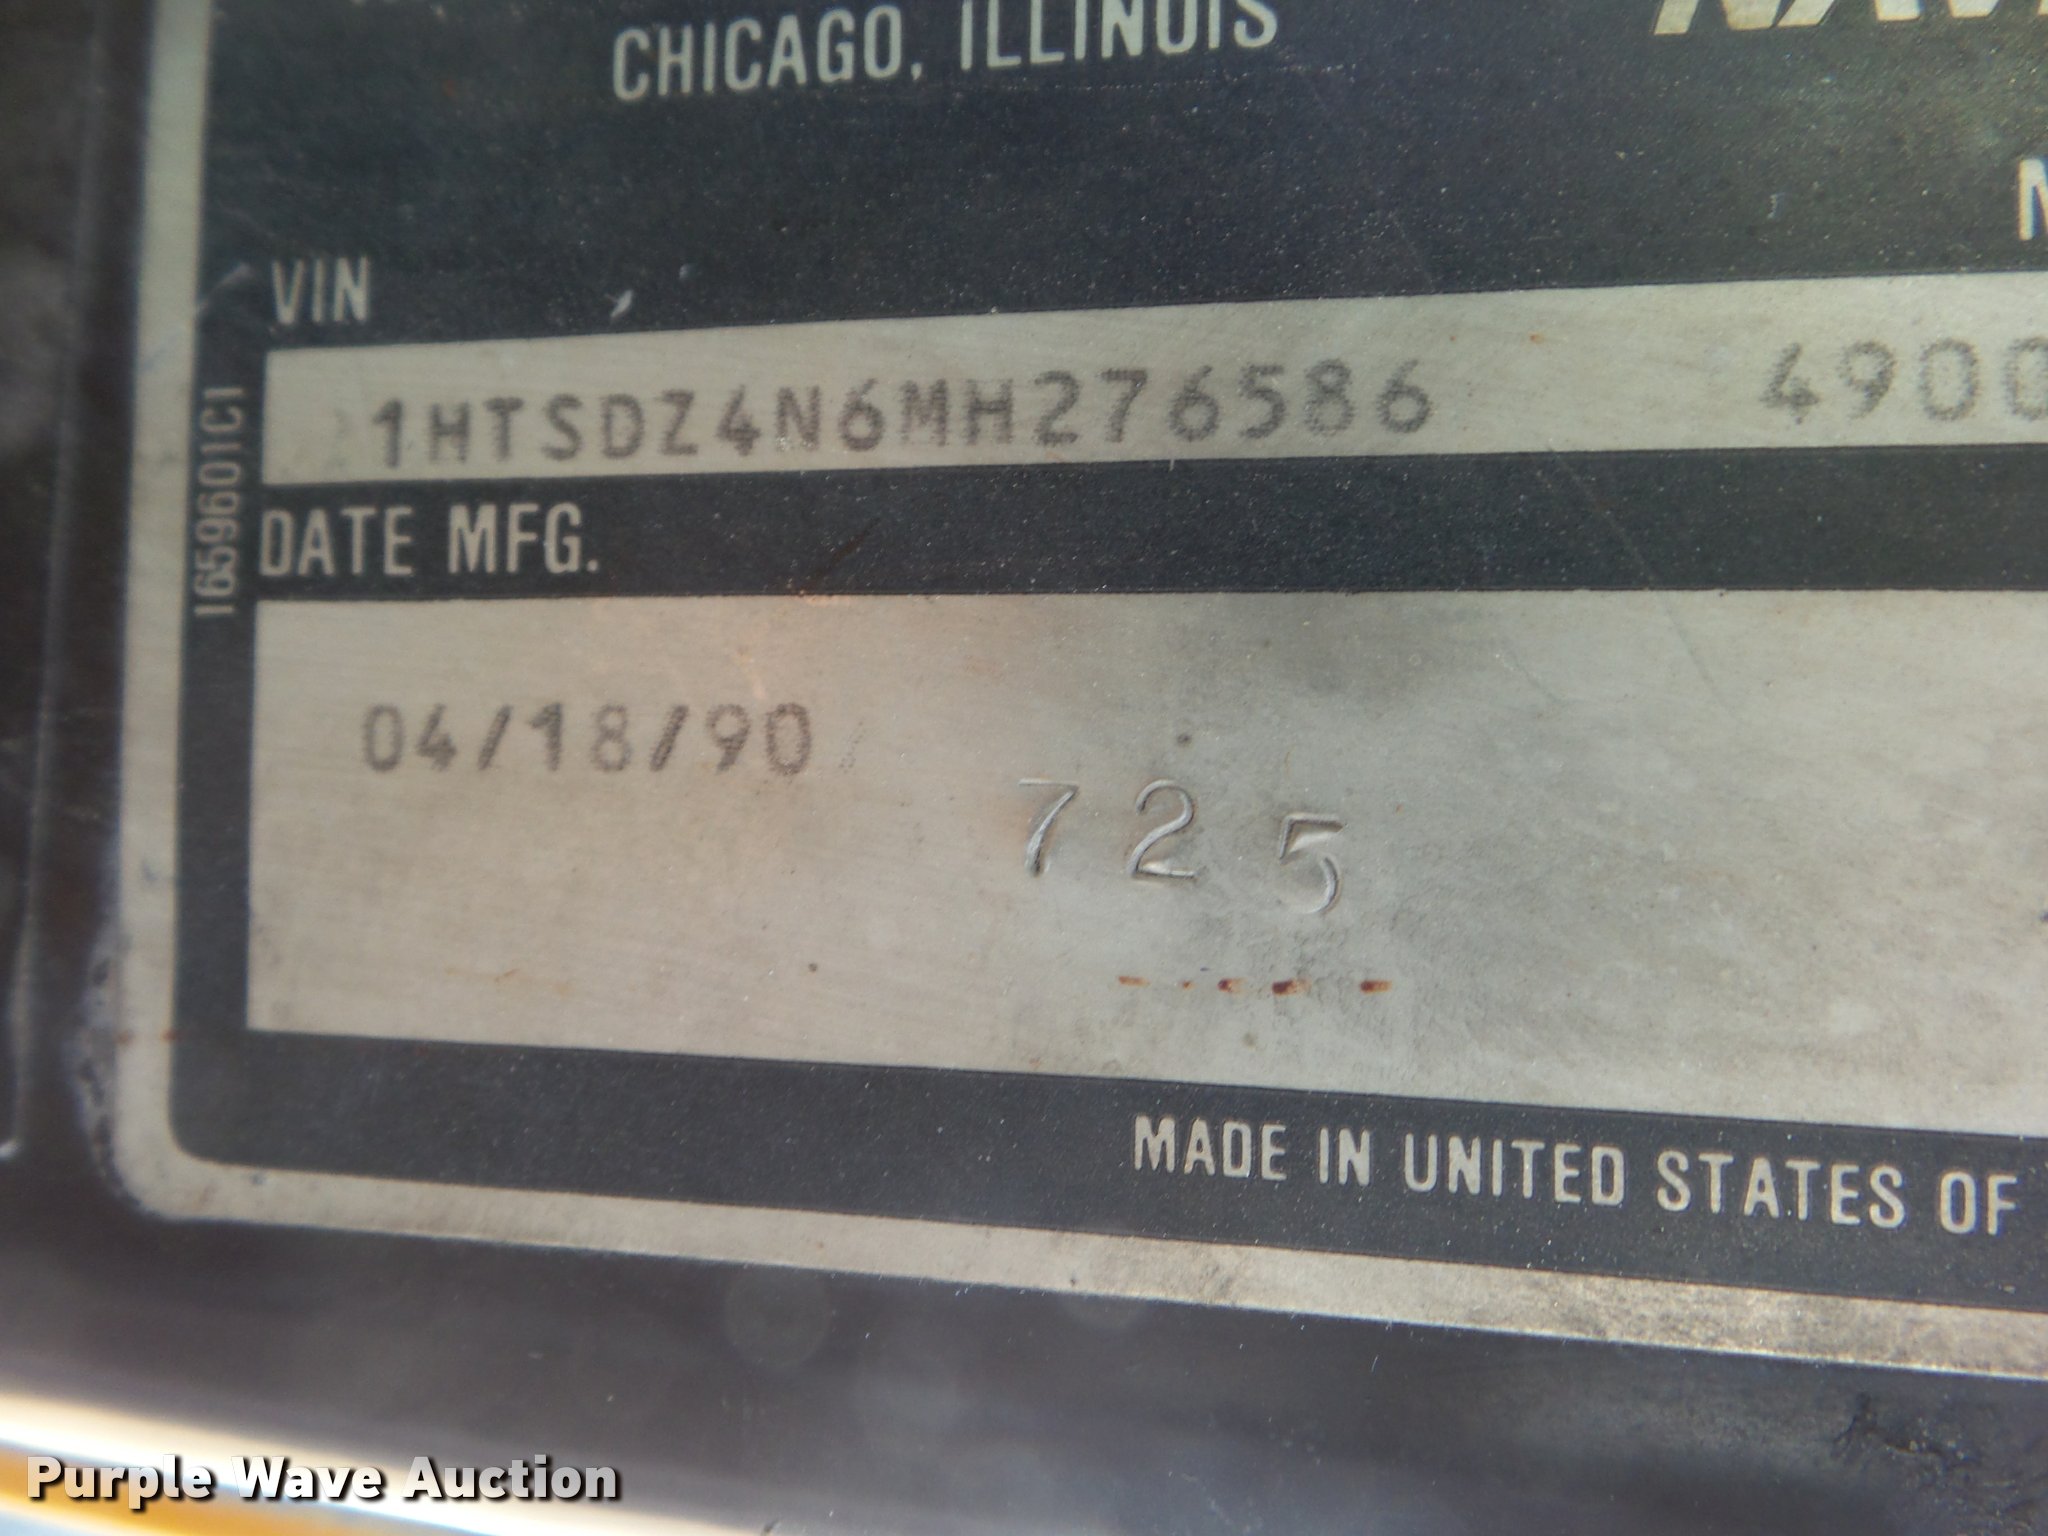 CHICAGO, ILLINOIS
VIN
1HTSDZ4N6MH276586 4900
1659601C1
DATE MFG.
04/18/90
725
MADE IN UNITED STATES OF
Purple Wave Auction